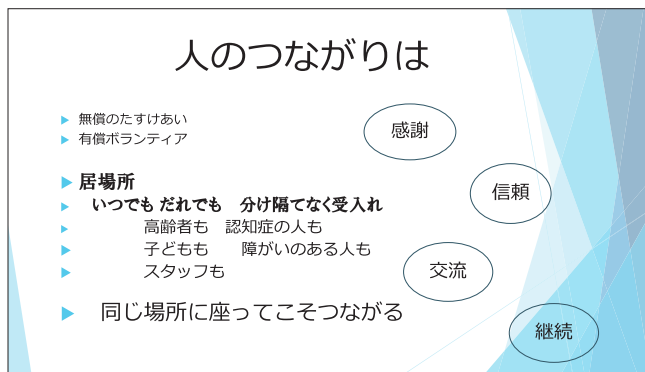 人のつながりは
無償のたすけあい
有償ボランティア
居場所
いつでも だれでも 分け隔てなく受入れ
高齢者も 認知症の人も
子どもも 障がいのある人も
スタッフも
同じ場所に座ってこそつながる
感謝
信頼
交流
継続